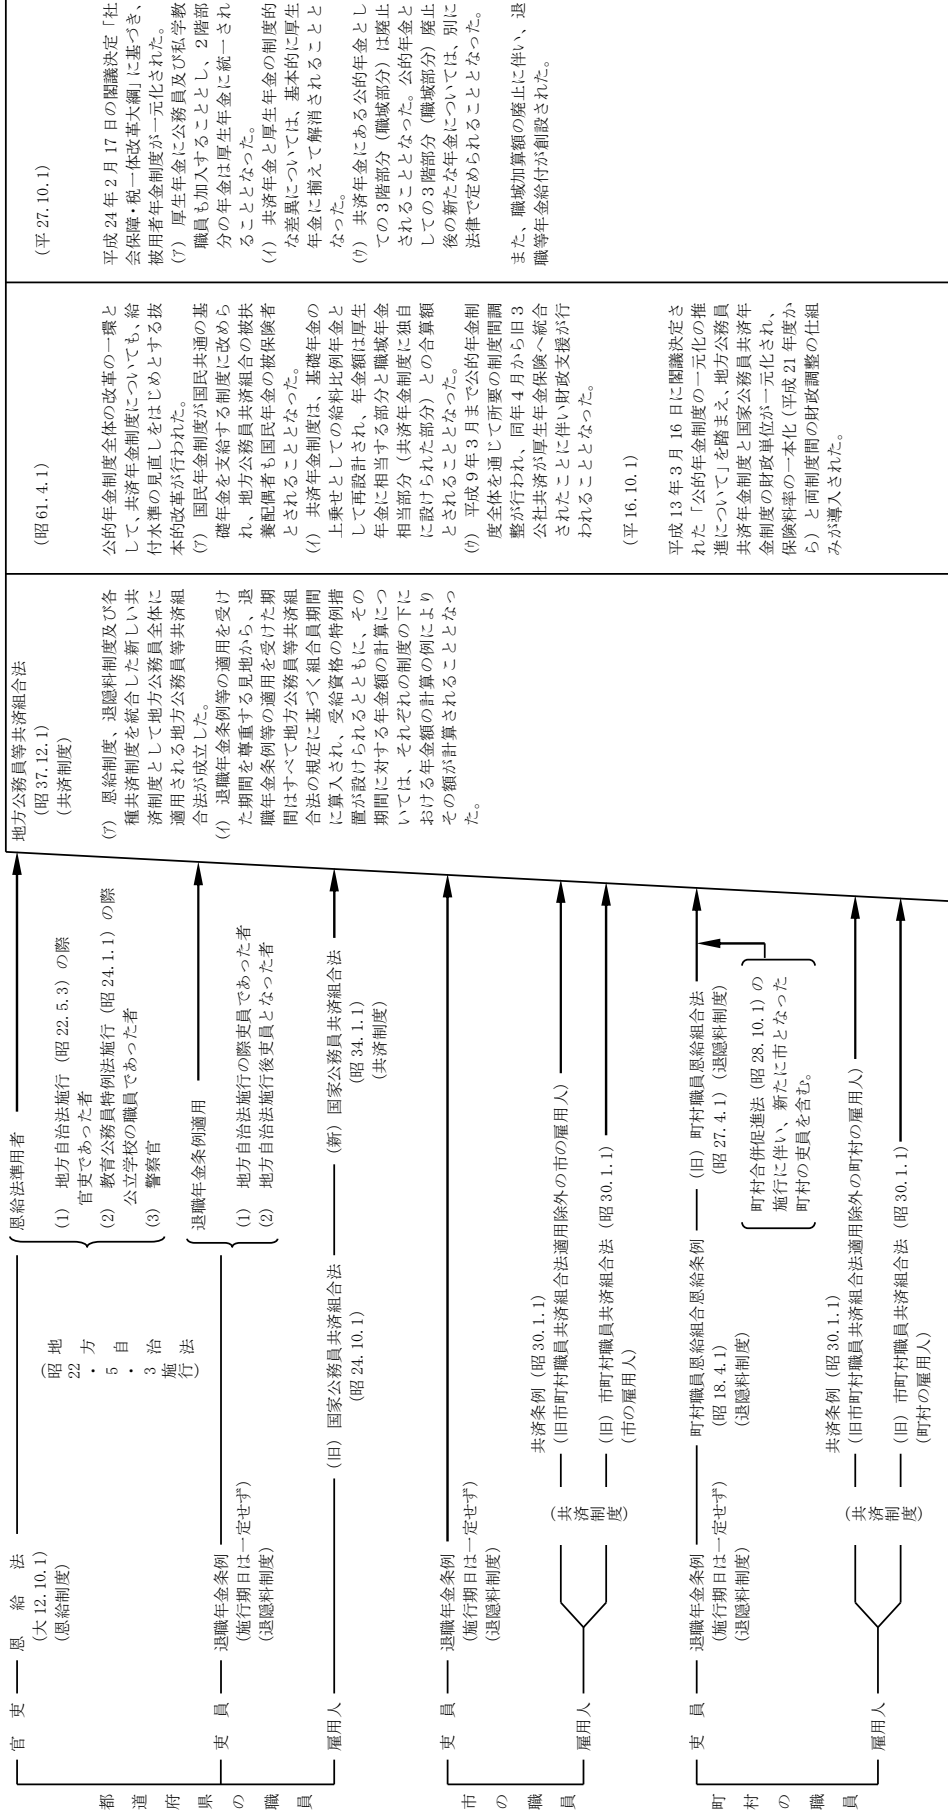 都道府県の職員
官吏
恩給法
(大 12.10.1)
(恩給制度)
地方自治法施行
(昭22・5・3)
恩給法準用者
(1) 地方自治法施行(昭 22.5.3)の際
官吏であった者
(2) 教育公務員特例法施行(昭 24.1.1)の際
公立学校の職員であった者
(3) 警察官
吏員
退職年金条例
(施行期日は一定せず)
(退隠料制度)
退職年金条例適用
(1) 地方自治法施行の際吏員であった者
(2) 地方自治法施行後吏員となった者
雇用人
(旧)国家公務員共済組合法
(昭 24.10.1)
(新)国家公務員共済組合法
(昭 34.1.1)
(共済制度)
市の職員
吏員
退職年金条例
(施行期日は一定せず)
(退隠料制度)
雇用人
(共済制度)
共済条例(昭 30.1.1)
(旧市町村職員共済組合法適用除外の市の雇用人)
(旧)市町村職員共済組合法(昭 30.1.1)
(市の雇用人)
町村の職員
吏員
退職年金条例
(施行期日は一定せず)
(退隠料制度)
町村職員恩給組合恩給条例
(昭 18.4.1)
(退隠料制度)
(旧)町村職員恩給組合法
(昭 27.4.1)(退隠料制度)
町村合併促進法(昭 28.10.1)の
施行に伴い、新たに市となった
町村の吏員を含む。
雇用人
(共済制度)
共済条例(昭 30.1.1)
(旧市町村職員共済組合法適用除外の町村の雇用人)
(旧)市町村職員共済組合法(昭 30.1.1)
(町村の雇用人)
地方公務員等共済組合法
(昭 37.12.1)
(共済制度)
(ｱ) 恩給制度、退隠料制度及び各
種共済制度を統合した新しい共
済制度として地方公務員全体に
適用される地方公務員等共済組
合法が成立した。
(ｲ) 退職年金条例等の適用を受け
た期間を尊重する見地から、退
職年金条例等の適用を受けた期
間はすべて地方公務員等共済組
合法の規定に基づく組合員期間
に算入され、受給資格の特例措
置が設けられるとともに、その
期間に対する年金額の計算につ
いては、それぞれの制度の下に
おける年金額の計算の例により
その額が計算されることとなっ
た。
(昭 61.4.1)
公的年金制度全体の改革の一環と
して、共済年金制度についても、給
付水準の見直しをはじめとする抜
本的改革が行われた。
(ｱ) 国民年金制度が国民共通の基
礎年金を支給する制度に改めら
れ、地方公務員共済組合の被扶
養配偶者も国民年金の被保険者
とされることとなった。
(ｲ) 共済年金制度は、基礎年金の
上乗せとしての給料比例年金と
して再設計され、年金額は厚生
年金に相当する部分と職域年金
相当部分(共済年金制度に独自
に設けられた部分)との合算額
とされることとなった。
(ｳ) 平成9年3月まで公的年金制
度全体を通じて所要の制度間調
整が行われ、同年4月から旧3
公社共済が厚生年金保険へ統合
されたことに伴い財政支援が行
われることとなった。
(平 16.10.1)
平成 13 年3月 16 日に閣議決定さ
れた「公的年金制度の一元化の推
進について」を踏まえ、地方公務員
共済年金制度と国家公務員共済年
金制度の財政単位が一元化され、
保険料率の一本化(平成 21 年度か
ら)と両制度間の財政調整の仕組
みが導入された。
(平 27.10.1)
平成 24 年2月 17 日の閣議決定「社
会保障・税一体改革大綱」に基づき、
被用者年金制度が一元化された。
(ｱ) 厚生年金に公務員及び私学教
職員も加入することとし、2階部
分の年金は厚生年金に統一され
ることとなった。
(ｲ) 共済年金と厚生年金の制度的
な差異については、基本的に厚生
年金に揃えて解消されることと
なった。
(ｳ) 共済年金にある公的年金とし
ての3階部分(職域部分)は廃止
されることとなった。公的年金と
しての3階部分(職域部分)廃止
後の新たな年金については、別に
法律で定められることとなった。
また、職域加算額の廃止に伴い、退
職等年金給付が創設された。